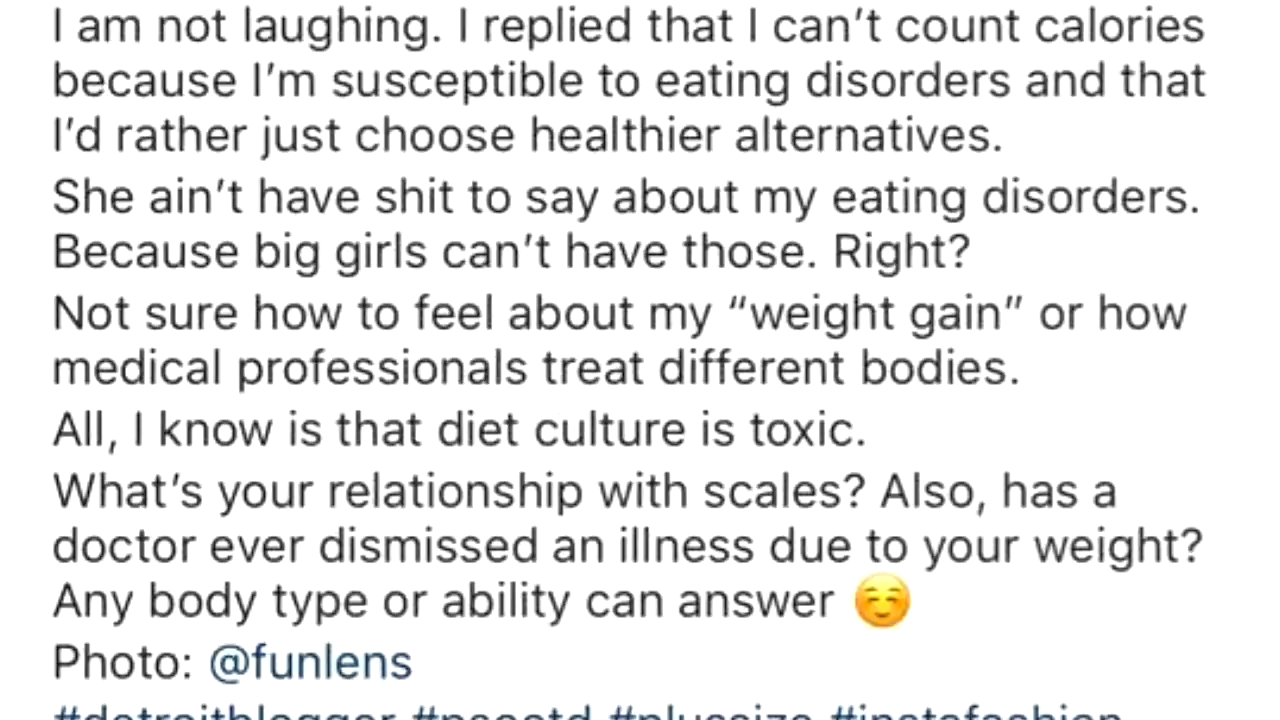 I am not laughing. I replied that I can’t count calories
because I’m susceptible to eating disorders and that
I’d rather just choose healthier alternatives.
She ain’t have shit to say about my eating disorders.
Because big girls can’t have those. Right?
Not sure how to feel about my “weight gain” or how
medical professionals treat different bodies.
All, I know is that diet culture is toxic.
What’s your relationship with scales? Also, has a
doctor ever dismissed an illness due to your weight?
Any body type or ability can answer ☺️
Photo: @funlens
#detroitblogger #psootd #plussize #instafashion